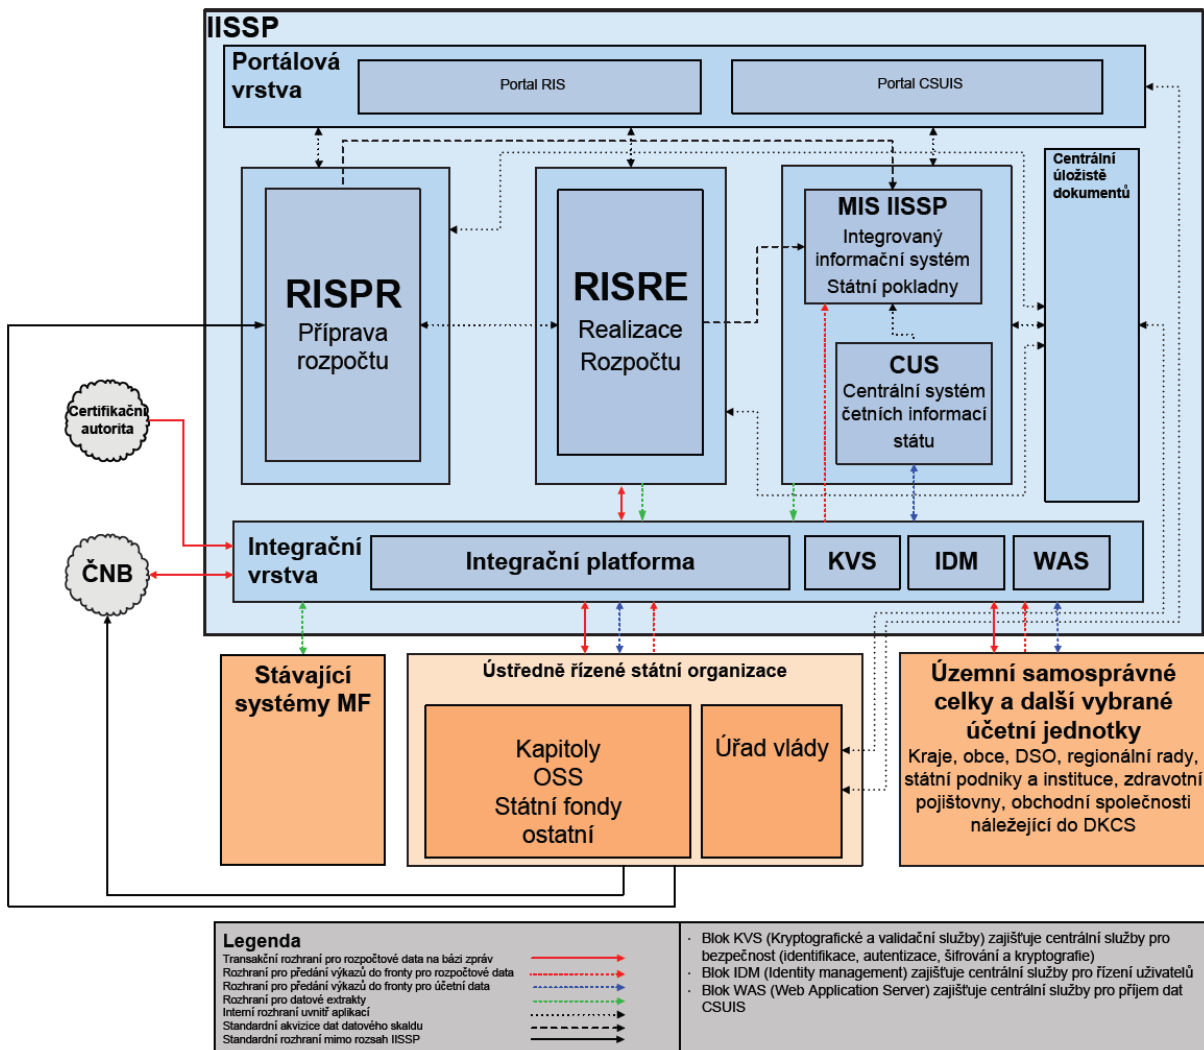 IISSP
Portálová
vrstva
Portal RIS
Portal CSUIS
Centrální
úložistě
dokumentů
MIS IISSP
Integrovaný
informační systém
Státní pokladny
RISPR
Příprava
rozpočtu
RISRE
Realizace
Rozpočtu
CUS
Centrální systém
četních informací
státu
Certifikační
autorita
ČNB
Integrační
vrstva
Integrační platforma
KVS
IDM
WAS
Stávající
systémy MF
Ústředně řízené státní organizace
Kapitoly
OSS
Státní fondy
ostatní
Úřad vlády
Územní samosprávné
celky a další vybrané
účetní jednotky
Kraje, obce, DSO, regionální rady,
státní podniky a instituce, zdravotní
pojištovny, obchodní společnosti
náležející do DKCS
Legenda
Transakční rozhraní pro rozpočtové data na bázi zpráv
Rozhraní pro předání výkazů do fronty pro rozpočtové data
Rozhraní pro předání výkazů do fronty pro účetní data
Rozhraní pro datové extrakty
Interní rozhraní uvnitř aplikací
Standardní akvizice dat datového skaldu
Standardní rozhraní mimo rozsah IISSP
· Blok KVS (Kryptografické a validační služby) zajišťuje centrální služby pro
bezpečnost (identifikace, autentizace, šifrování a kryptografie)
· Blok IDM (Identity management) zajišťuje centrální služby pro řízení uživatelů
· Blok WAS (Web Application Server) zajišťuje centrální služby pro příjem dat
CSUIS